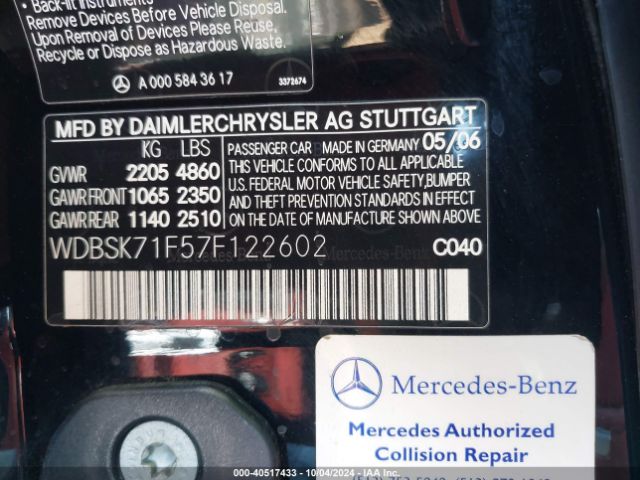 • Back-lit Instruments
Remove Devices Before Vehicle Disposal.
Upon Removal of Devices Please Reuse,
Recycle or Dispose as Hazardous Waste.
A 000 584 36 17 3372674
MFD BY DAIMLERCHRYSLER AG STUTTGART
KG LBS PASSENGER CAR MADE IN GERMANY 05/06
GVWR 2205 4860 THIS VEHICLE CONFORMS TO ALL APPLICABLE
GAWR FRONT 1065 2350 U.S. FEDERAL MOTOR VEHICLE SAFETY, BUMPER
AND THEFT PREVENTION STANDARDS IN EFFECT
GAWR REAR 1140 2510 ON THE DATE OF MANUFACTURE SHOWN ABOVE
WDBSK71F57F122602 C040
Mercedes-Benz
Mercedes Authorized
Collision Repair
000 - 40517433 - 10/04/2024 - IAA Inc.